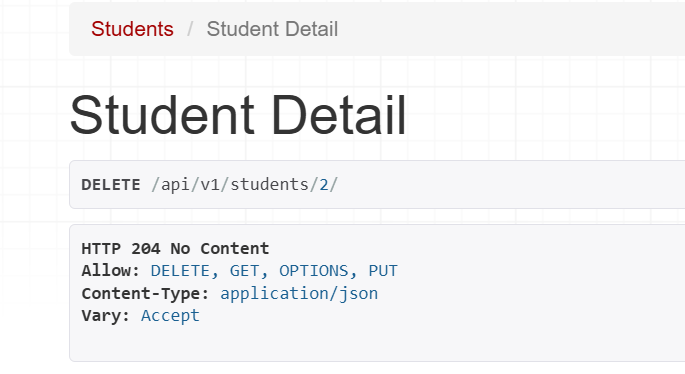 Students / Student Detail
Student Detail
DELETE /api/v1/students/2/
HTTP 204 No Content
Allow: DELETE, GET, OPTIONS, PUT
Content-Type: application/json
Vary: Accept